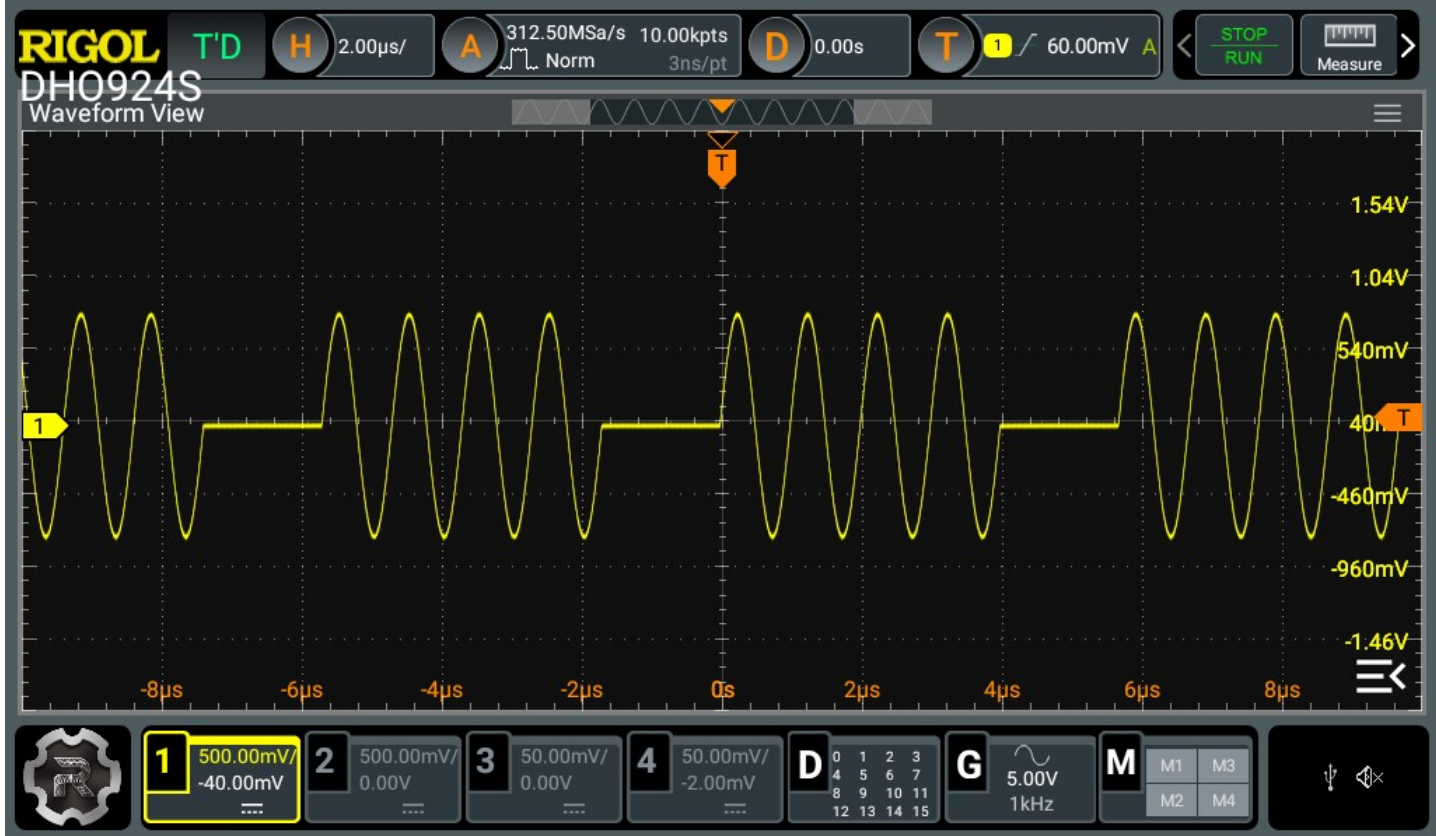 RIGOL T'D H 2.00µs/ A 312.50MSa/s 10.00kpts D 0.00s T 1 60.00mV A STOP
Norm 3ns/pt RUN Measure
DHO924S
Waveform View
T
1.54V
1.04V
540mV
1 T
-460mV
-960mV
-1.46V
-8µs -6µs -4µs -2µs 0s 2µs 4µs 6µs 8µs
1 500.00mV/ 2 500.00mV/ 3 50.00mV/ 4 50.00mV/ D 0 1 2 3 G M M1 M3
-40.00mV 0.00V 0.00V -2.00mV 4 5 6 7 5.00V
8 9 10 11 1kHz M2 M4
12 13 14 15
R